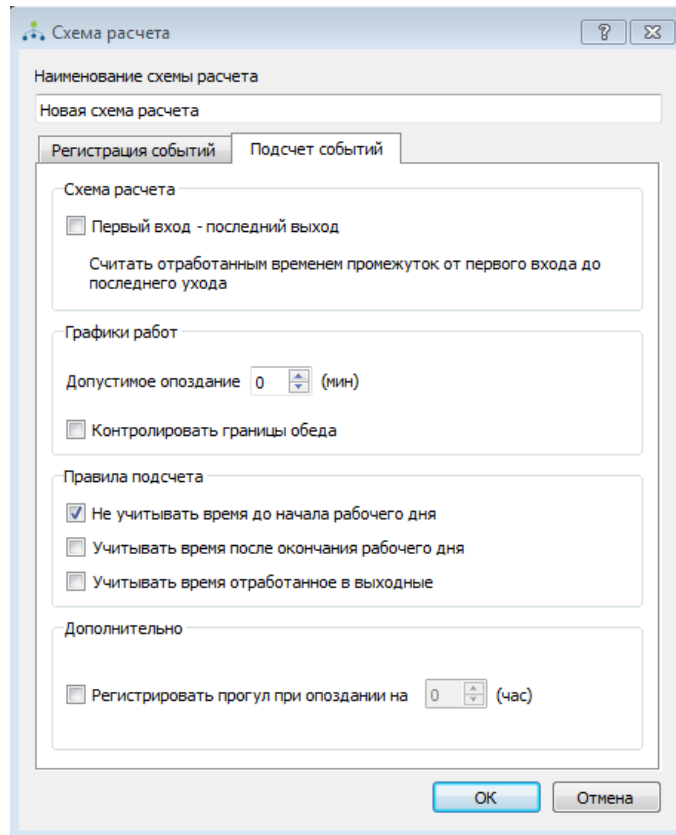 Схема расчета
Наименование схемы расчета
Новая схема расчета
Регистрация событий Подсчет событий
Схема расчета
Первый вход - последний выход
Считать отработанным временем промежуток от первого входа до
последнего ухода
Графики работ
Допустимое опоздание 0 (мин)
Контролировать границы обеда
Правила подсчета
Не учитывать время до начала рабочего дня
Учитывать время после окончания рабочего дня
Учитывать время отработанное в выходные
Дополнительно
Регистрировать прогул при опоздании на 0 (час)
ОК Отмена